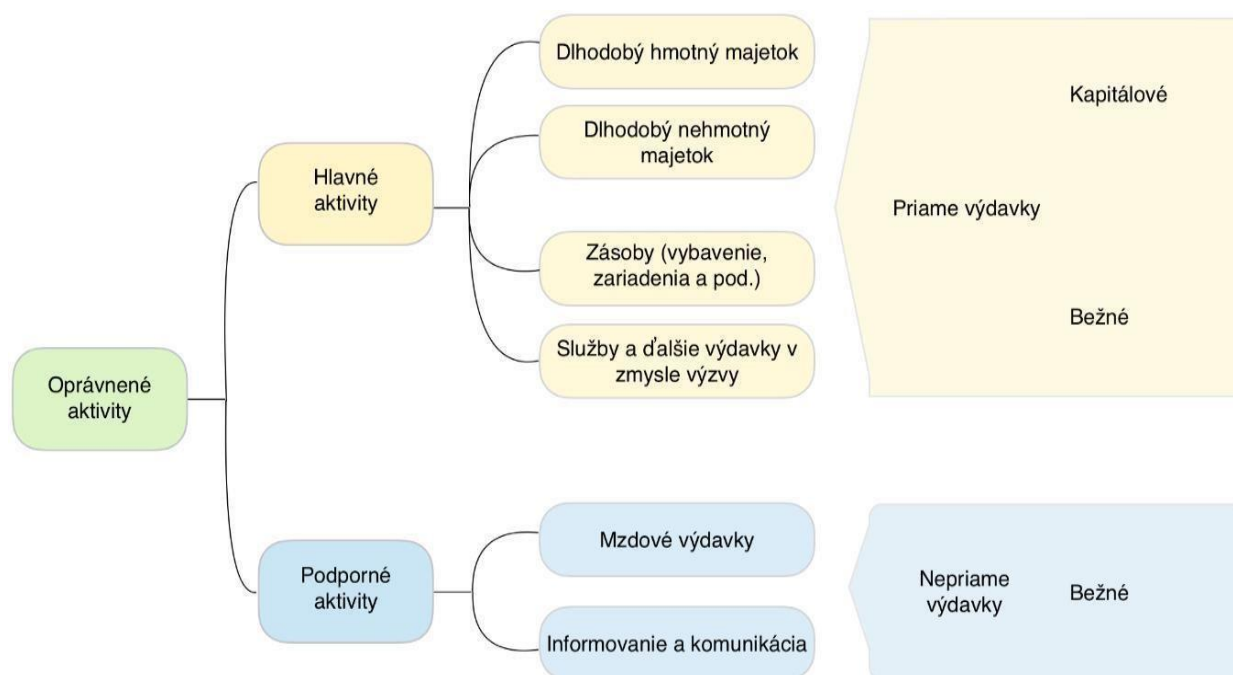 Oprávnené
aktivity
Hlavné
aktivity
Dlhodobý hmotný majetok
Dlhodobý nehmotný
majetok
Zásoby (vybavenie,
zariadenia a pod.)
Služby a ďalšie výdavky v
zmysle výzvy
Priame výdavky
Kapitálové
Bežné
Podporné
aktivity
Mzdové výdavky
Informovanie a komunikácia
Nepriame
výdavky
Bežné